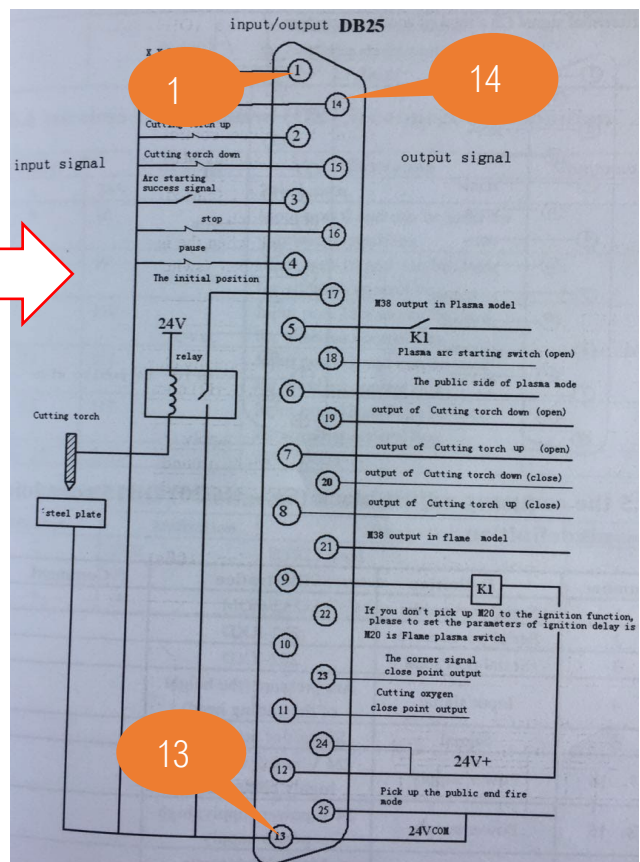 input/output DB25
1
1
14
14
Cutting torch up
2
input signal
Cutting torch down
15
output signal
Arc starting
success signal
3
stop
16
pause
4
The initial position
17
M38 output in Plasma model
5
K1
24V
18
Plasma arc starting switch (open)
relay
6
The public side of plasma mode
19
output of Cutting torch down (open)
Cutting torch
7
output of Cutting torch up (open)
20
output of Cutting torch down (close)
steel plate
8
output of Cutting torch up (close)
21
M38 output in flame model
9
K1
22
If you don't pick up M20 to the ignition function,
please to set the parameters of ignition delay is
M20 is Flame plasma switch
10
The corner signal
close point output
23
Cutting oxygen
close point output
11
13
24
24V+
12
Pick up the public end fire
mode
25
13
24VCOM